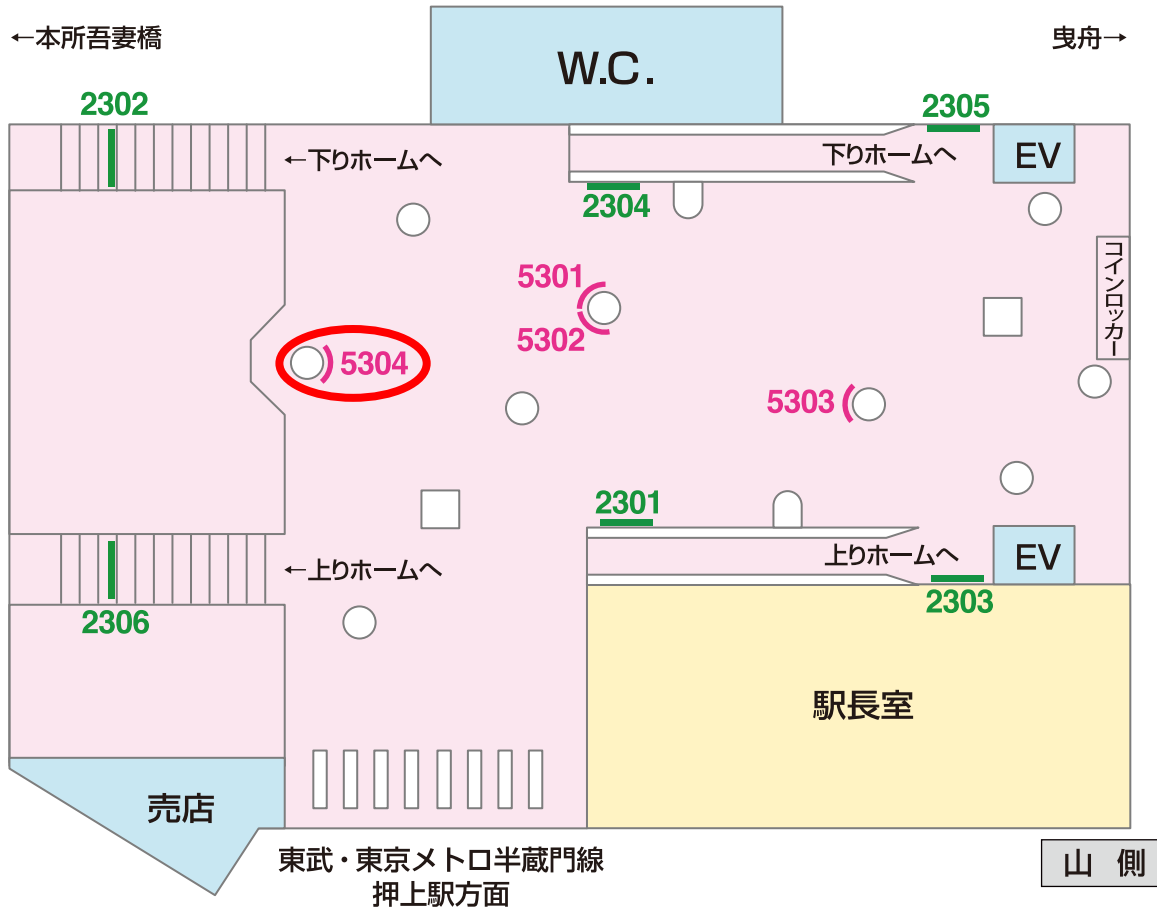 ←本所吾妻橋
曳舟→
W.C.
2302
2305
←下りホームへ
下りホームへ
EV
2304
コインロッカー
5301
5302
5304
5303
2301
←上りホームへ
上りホームへ
EV
2306
2303
駅長室
売店
東武・東京メトロ半蔵門線
押上駅方面
山 側